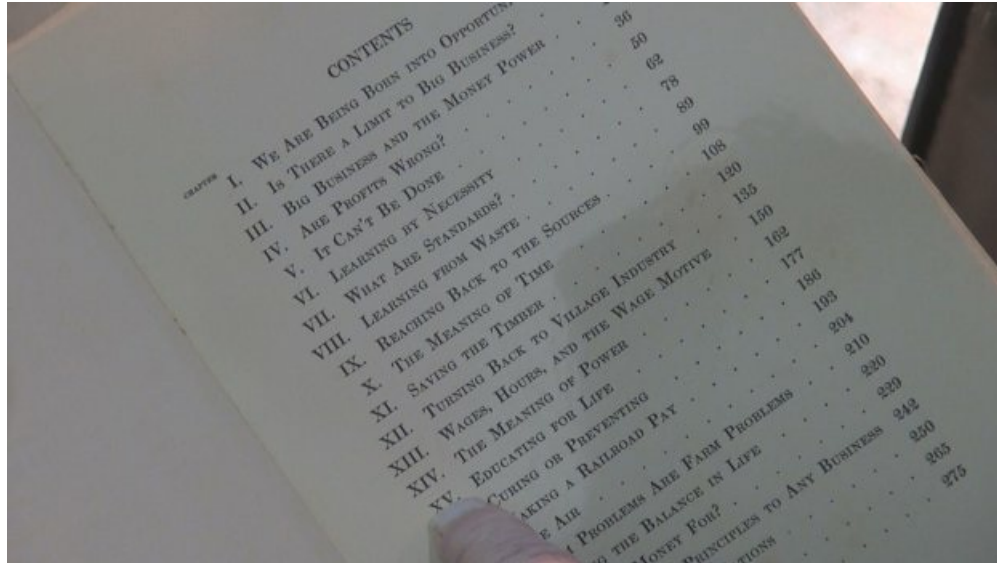 CONTENTS
CHAPTER
I. WE ARE BEING BORN INTO
II. IS THERE A LIMIT TO BIG BUSINESS?
III. BIG BUSINESS AND THE MONEY POWER
IV. ARE PROFITS WRONG? 36
V. IT CAN'T BE DONE 50
VI. LEARNING BY NECESSITY 62
VII. WHAT ARE STANDARDS? 78
VIII. LEARNING FROM WASTE 89
IX. REACHING BACK TO THE SOURCES 99
X. THE MEANING OF TIME 108
XI. SAVING THE TIMBER 120
XII. TURNING BACK TO VILLAGE INDUSTRY 135
XIII. WAGES, HOURS, AND THE WAGE MOTIVE 150
XIV. THE MEANING OF POWER 162
XV. EDUCATING FOR LIFE 177
CURING OR PREVENTING 186
AKING A RAILROAD PAY 193
AIR 204
PROBLEMS ARE FARM PROBLEMS 210
THE BALANCE IN LIFE 220
MONEY FOR? 229
PRINCIPLES TO ANY BUSINESS 242
250
265
275